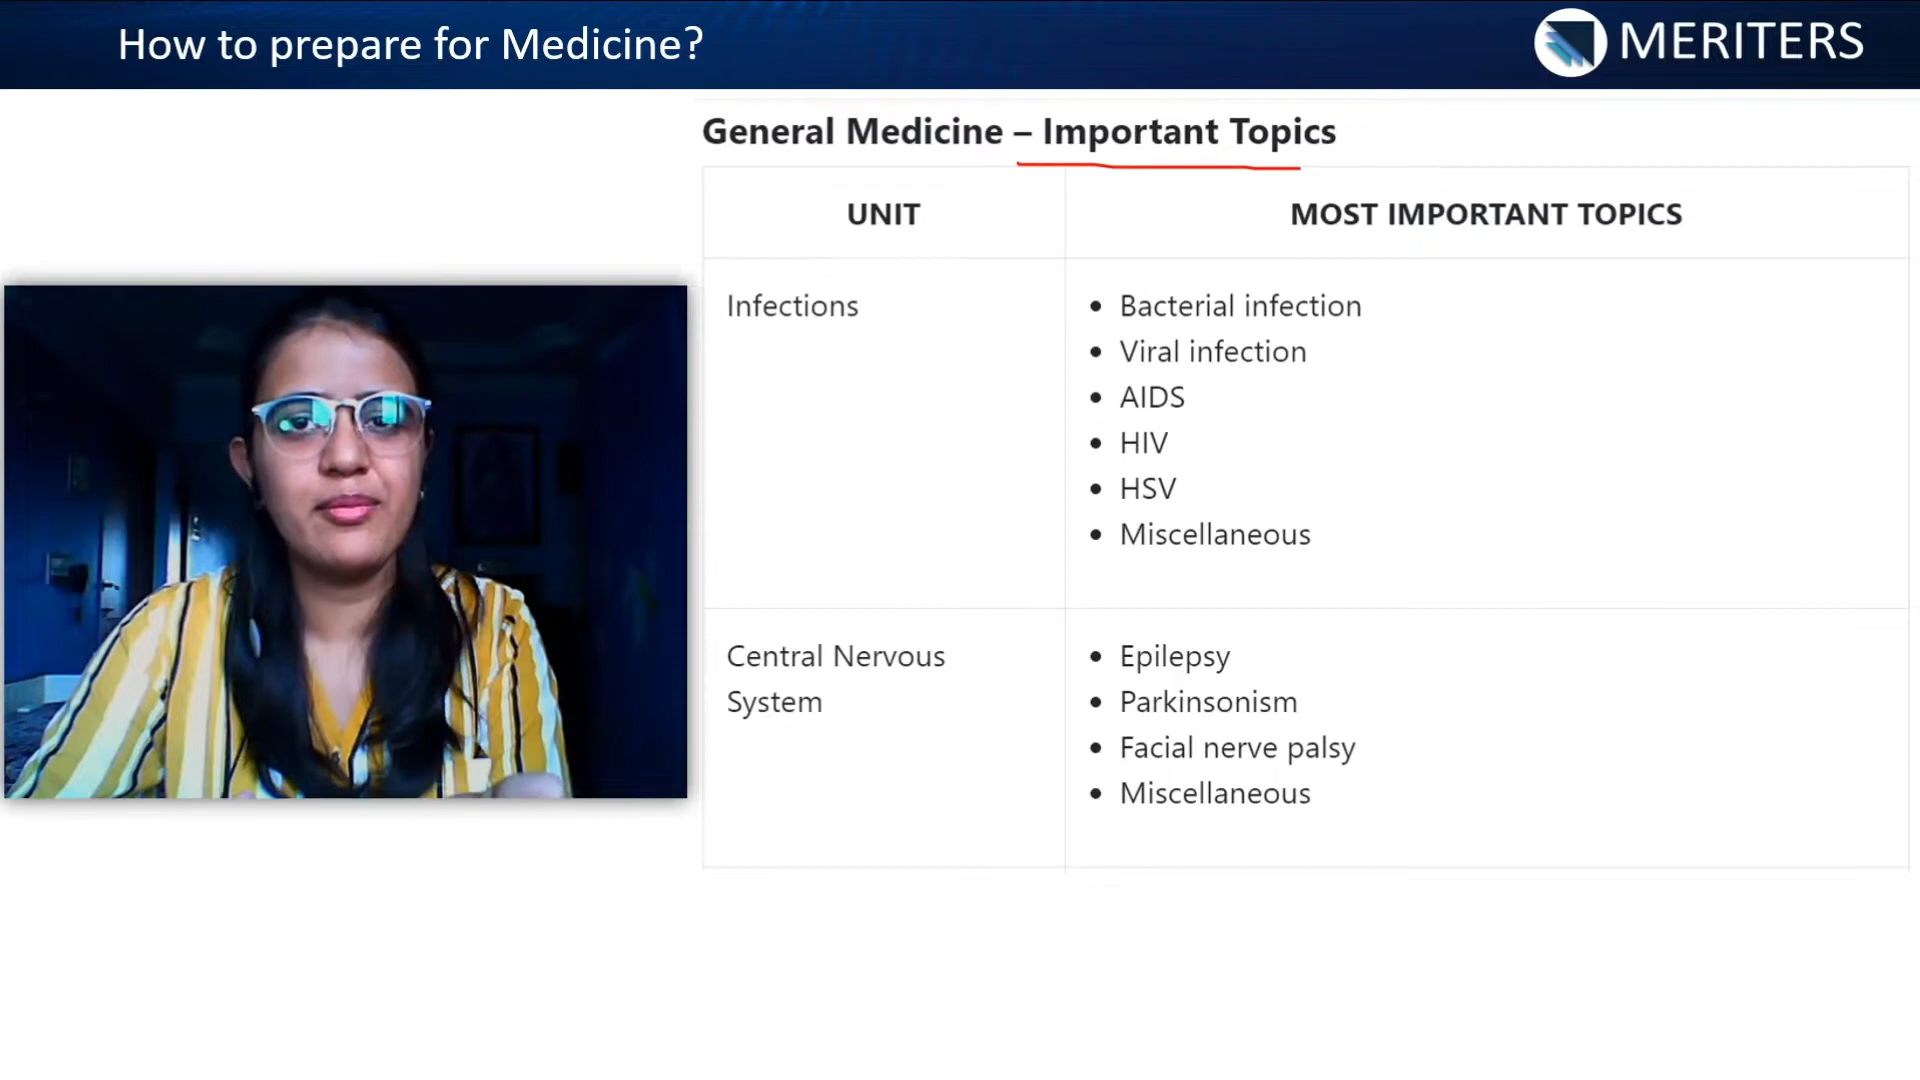 How to prepare for Medicine?
MERITERS
General Medicine – Important Topics
UNIT
MOST IMPORTANT TOPICS
Infections
• Bacterial infection
• Viral infection
• AIDS
• HIV
• HSV
• Miscellaneous
Central Nervous
System
• Epilepsy
• Parkinsonism
• Facial nerve palsy
• Miscellaneous